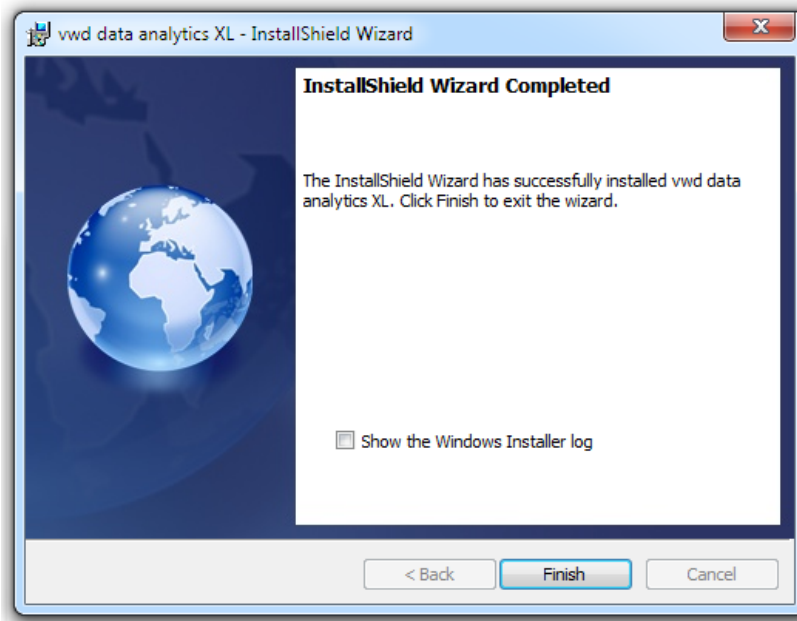 vwd data analytics XL - InstallShield Wizard
InstallShield Wizard Completed
The InstallShield Wizard has successfully installed vwd data
analytics XL. Click Finish to exit the wizard.
Show the Windows Installer log
< Back Finish Cancel